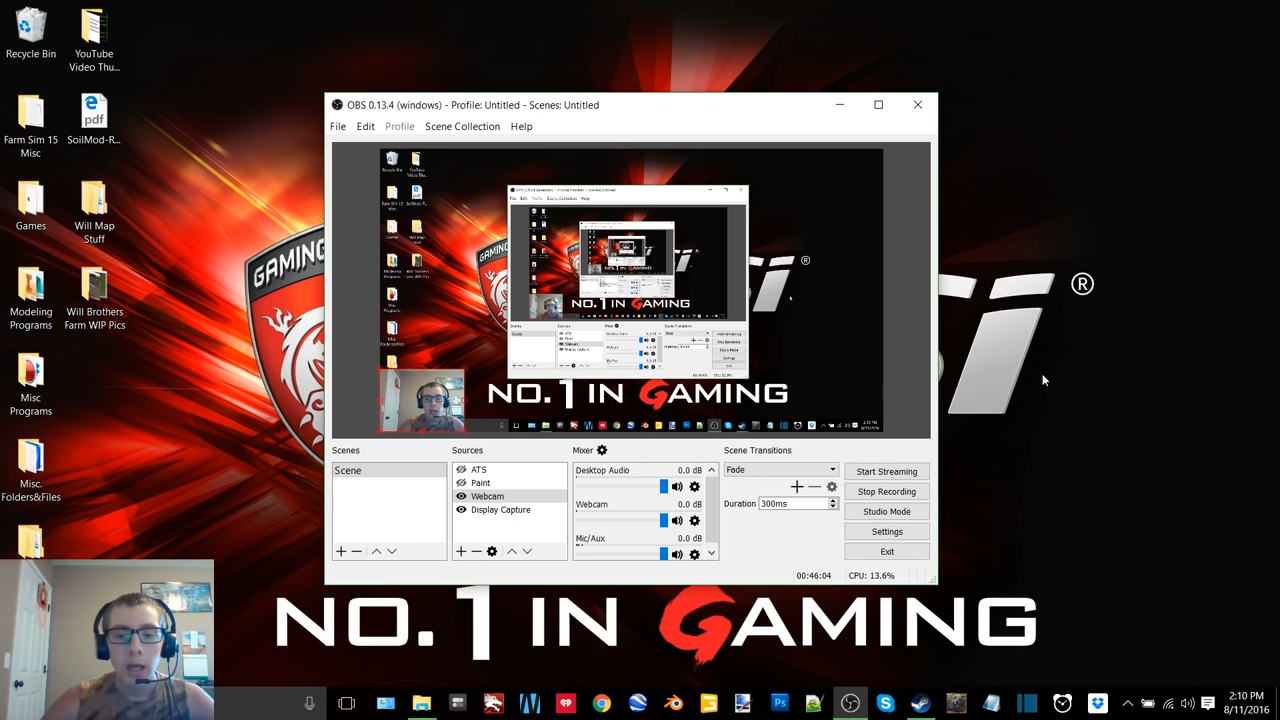 Recycle Bin
YouTube
Video Thu...
Farm Sim 15
Misc
pdf
SoilMod-R...
Games
Will Map
Stuff
Modeling
Programs
Will Brothers
Farm WIP Pics
Misc
Programs
Misc.
Folders&Files
GAMING
®
OBS 0.13.4 (windows) - Profile: Untitled - Scenes: Untitled
File Edit Profile Scene Collection Help
NO.1 IN GAMING
®
NO.1 IN GAMING
Scenes
Scene
Sources
ATS
Paint
Webcam
Display Capture
Mixer
Desktop Audio 0.0 dB
Webcam 0.0 dB
Mic/Aux 0.0 dB
Scene Transitions
Fade
Duration 300ms
Start Streaming
Stop Recording
Studio Mode
Settings
Exit
00:46:04 CPU: 13.6%
NO.1 IN GAMING
2:10 PM
8/11/2016